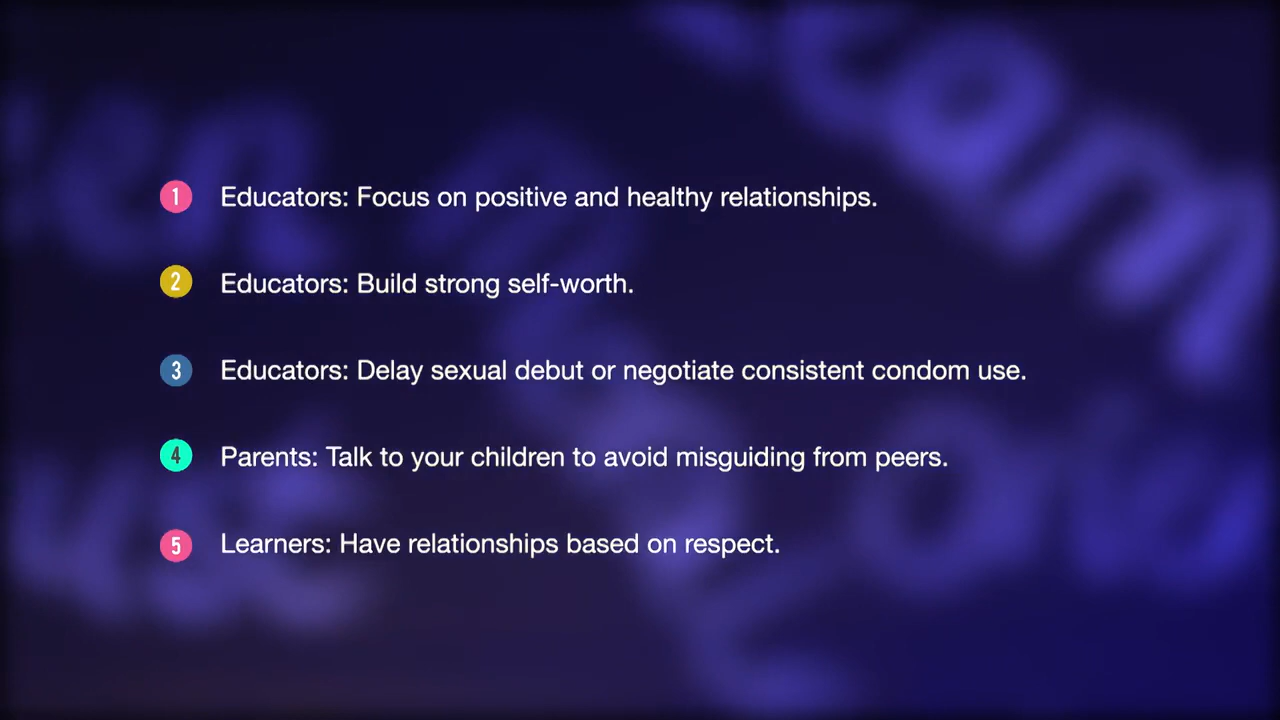 1 Educators: Focus on positive and healthy relationships.
2 Educators: Build strong self-worth.
3 Educators: Delay sexual debut or negotiate consistent condom use.
4 Parents: Talk to your children to avoid misguiding from peers.
5 Learners: Have relationships based on respect.